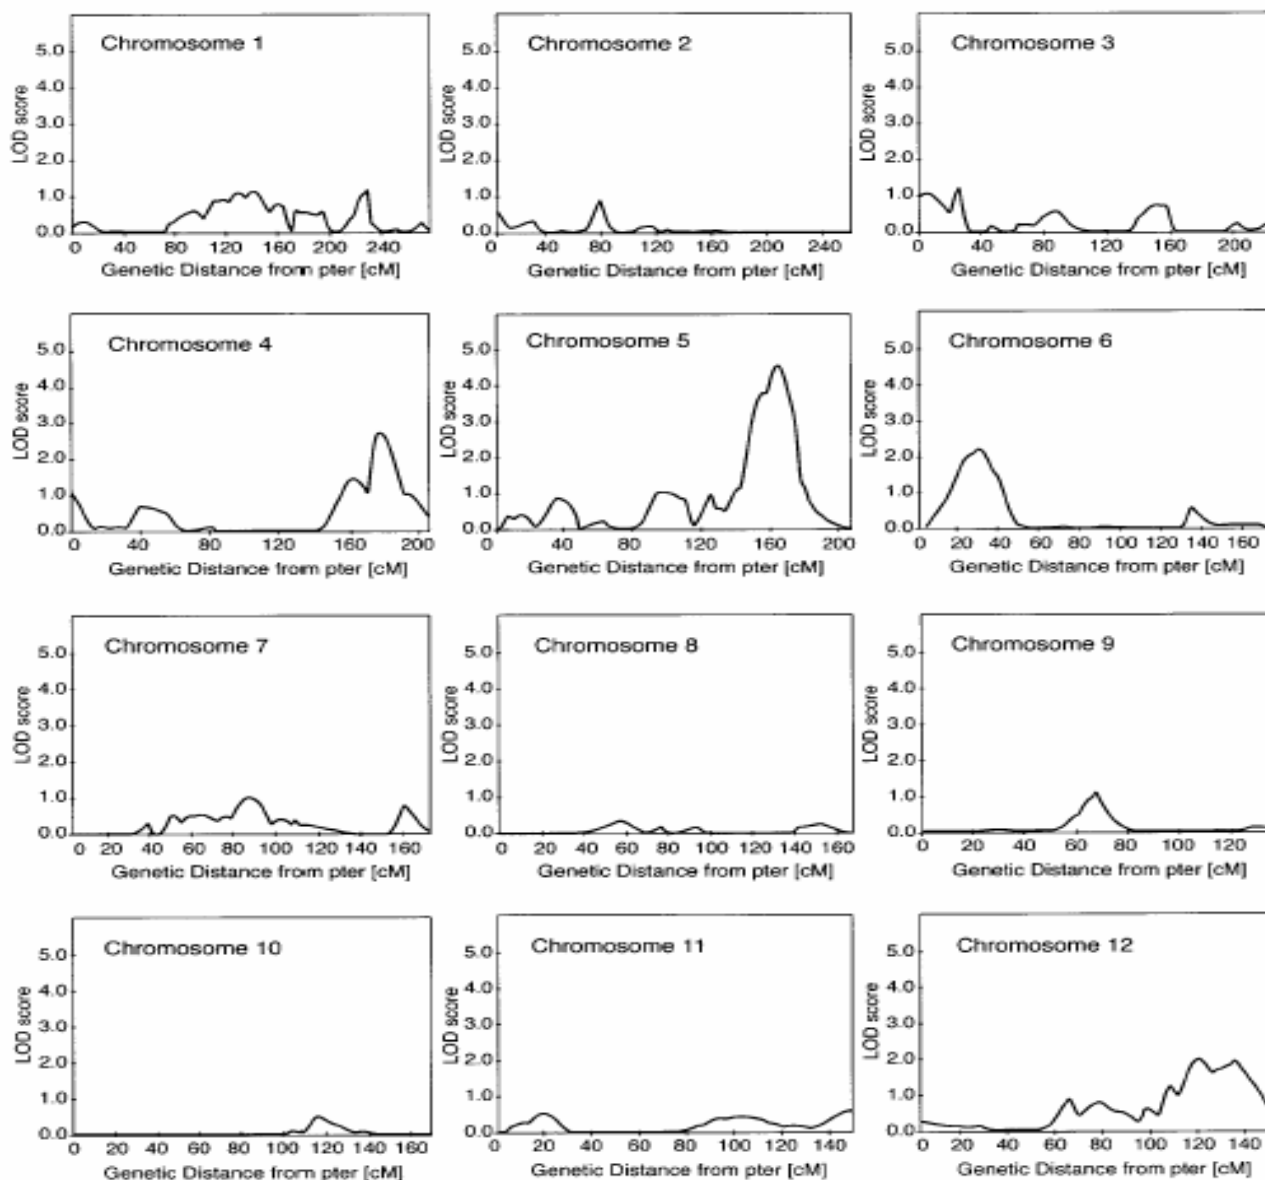 Chromosome 1
5.0
4.0
3.0
2.0
1.0
0.0
LOD score
0 40 80 120 160 200 240
Genetic Distance from pter [cM]
Chromosome 2
5.0
4.0
3.0
2.0
1.0
0.0
LOD score
0 40 80 120 160 200 240
Genetic Distance from pter [cM]
Chromosome 3
5.0
4.0
3.0
2.0
1.0
0.0
LOD score
0 40 80 120 160 200
Genetic Distance from pter [cM]
Chromosome 4
5.0
4.0
3.0
2.0
1.0
0.0
LOD score
0 40 80 120 160 200
Genetic Distance from pter [cM]
Chromosome 5
5.0
4.0
3.0
2.0
1.0
0.0
LOD score
0 40 80 120 160 200
Genetic Distance from pter [cM]
Chromosome 6
5.0
4.0
3.0
2.0
1.0
0.0
LOD score
0 20 40 60 80 100 120 140 160
Genetic Distance from pter [cM]
Chromosome 7
5.0
4.0
3.0
2.0
1.0
0.0
LOD score
0 20 40 60 80 100 120 140 160
Genetic Distance from pter [cM]
Chromosome 8
5.0
4.0
3.0
2.0
1.0
0.0
LOD score
0 20 40 60 80 100 120 140 160
Genetic Distance from pter [cM]
Chromosome 9
5.0
4.0
3.0
2.0
1.0
0.0
LOD score
0 20 40 60 80 100 120
Genetic Distance from pter [cM]
Chromosome 10
5.0
4.0
3.0
2.0
1.0
0.0
LOD score
0 20 40 60 80 100 120 140 160
Genetic Distance from pter [cM]
Chromosome 11
5.0
4.0
3.0
2.0
1.0
0.0
LOD score
0 20 60 100 140
Genetic Distance from pter [cM]
Chromosome 12
5.0
4.0
3.0
2.0
1.0
0.0
LOD score
0 20 40 60 80 100 120 140
Genetic Distance from pter [cM]